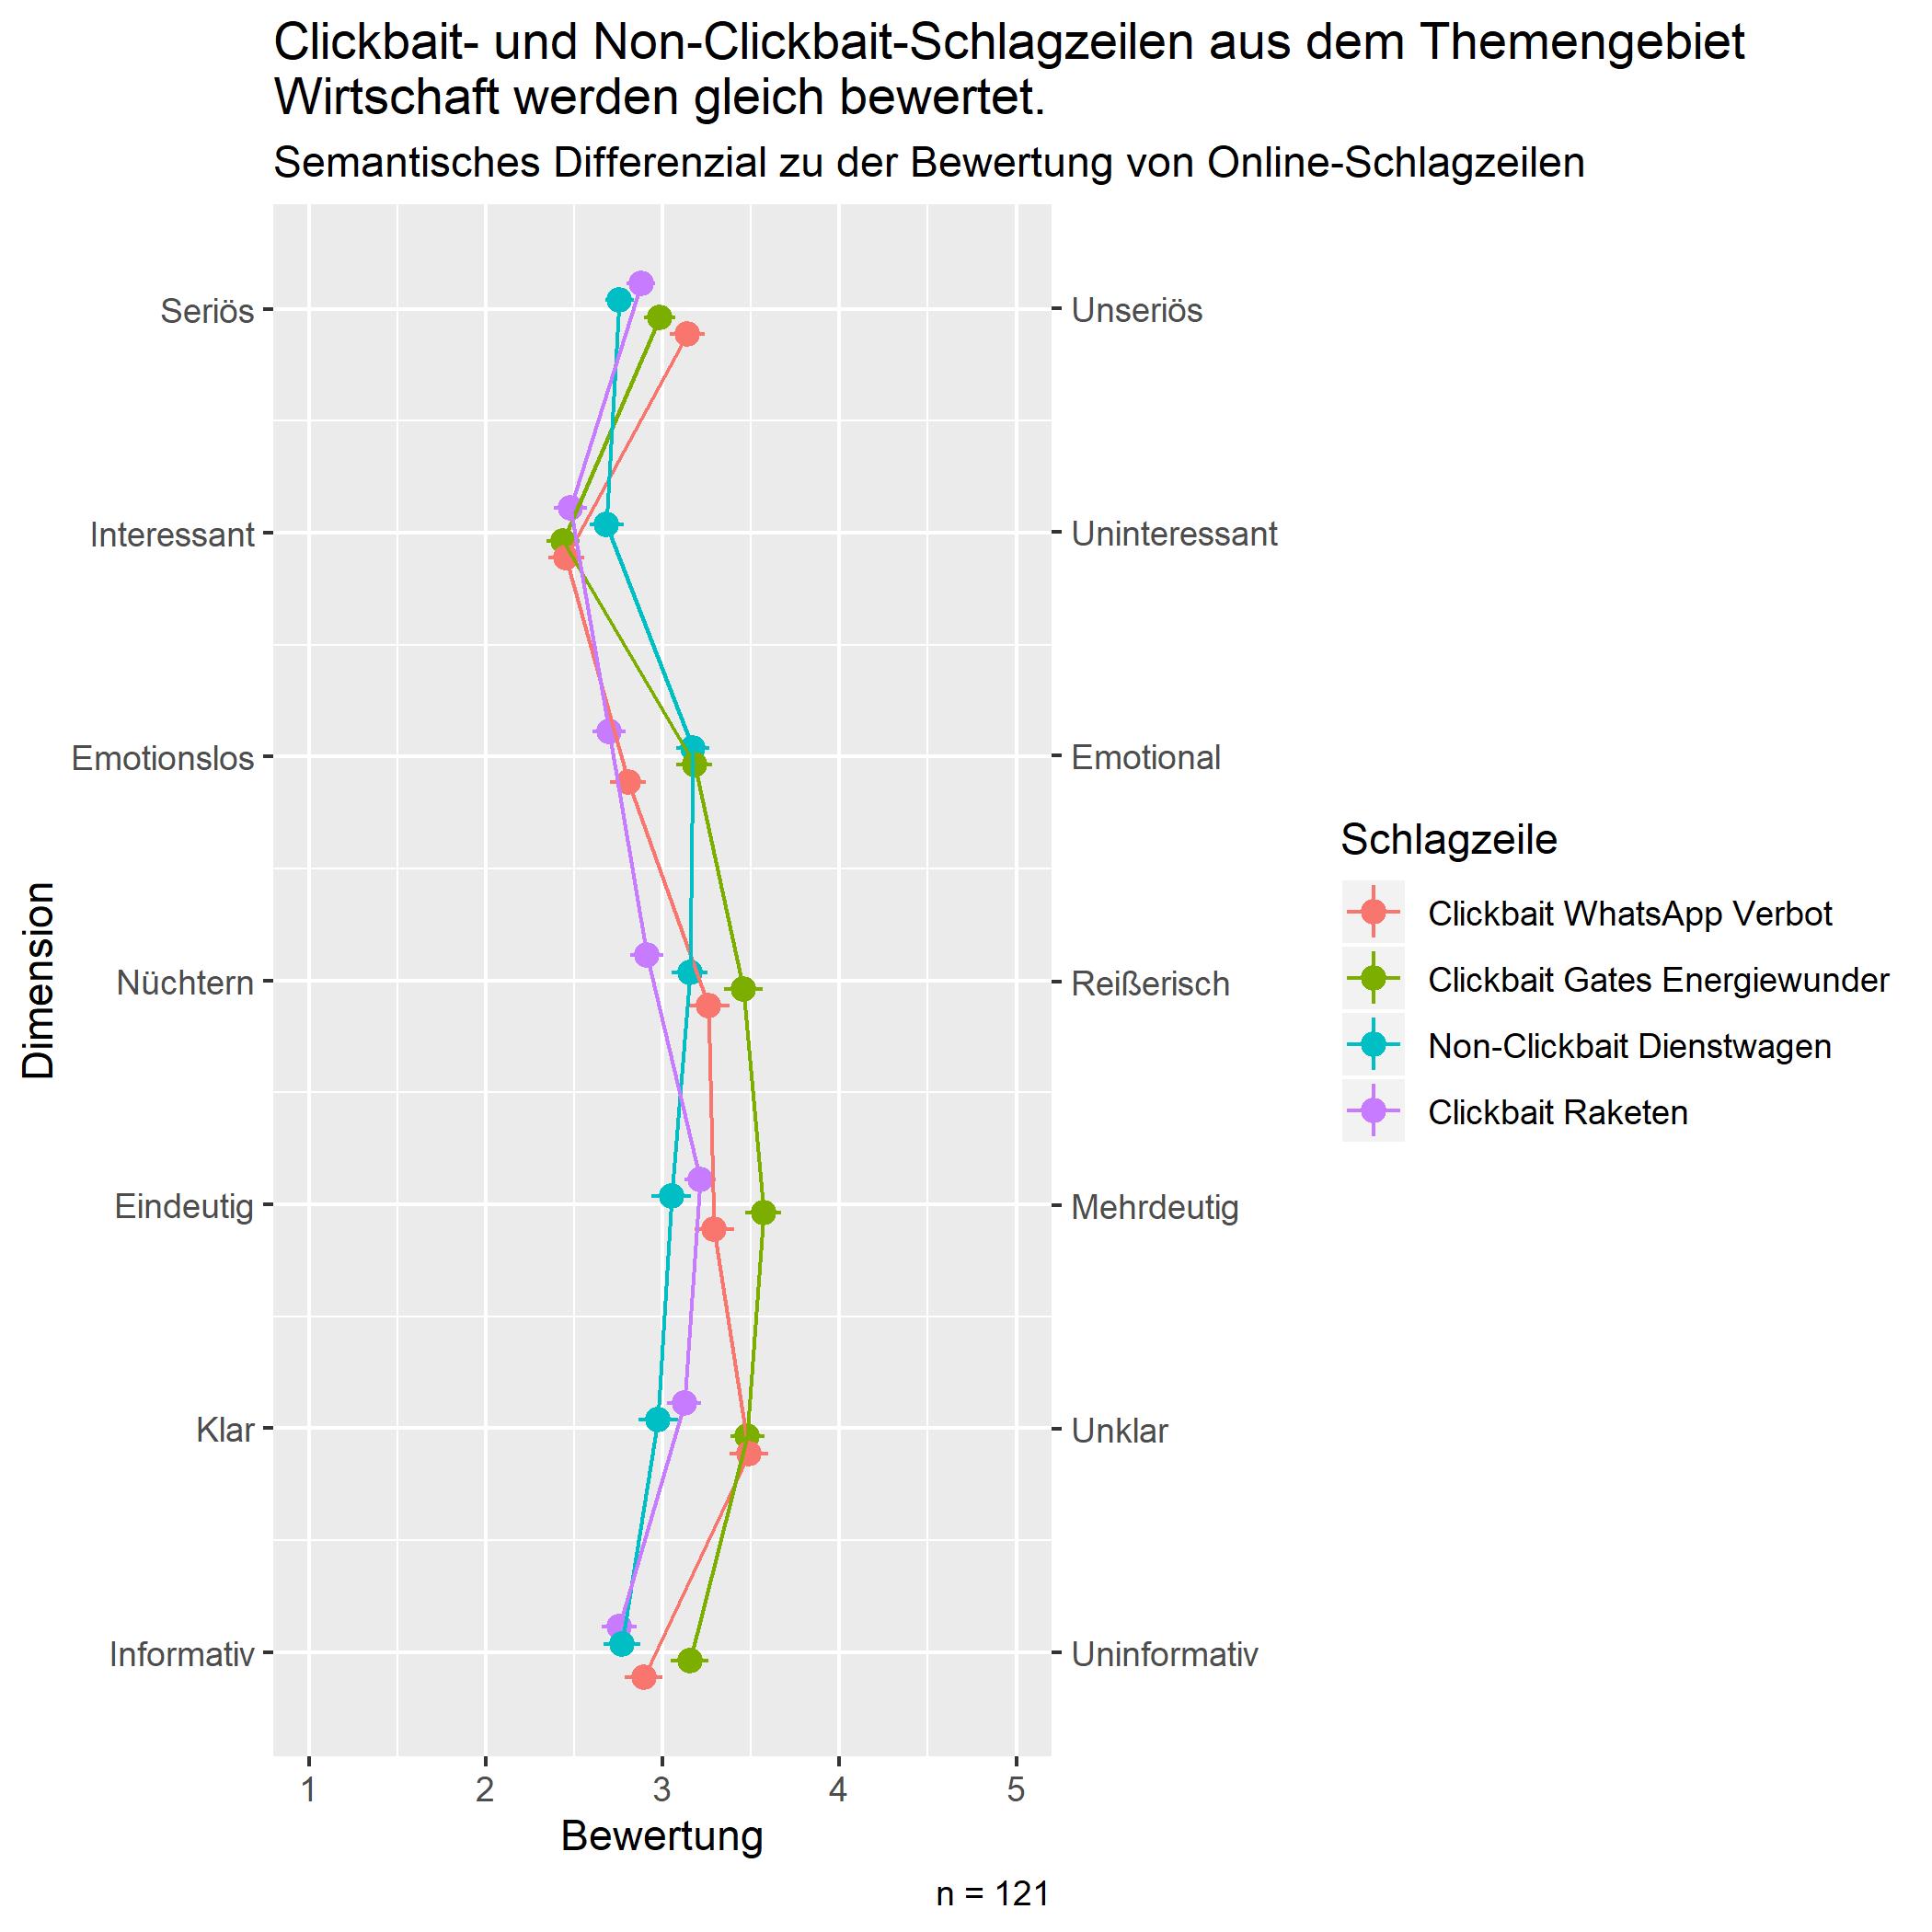 Clickbait- und Non-Clickbait-Schlagzeilen aus dem Themengebiet
Wirtschaft werden gleich bewertet.
Semantisches Differenzial zu der Bewertung von Online-Schlagzeilen
Dimension
Seriös
Unseriös
Interessant
Uninteressant
Emotionslos
Emotional
Nüchtern
Reißerisch
Eindeutig
Mehrdeutig
Klar
Unklar
Informativ
Uninformativ
1 2 3 4 5
Bewertung
n = 121
Schlagzeile
Clickbait WhatsApp Verbot
Clickbait Gates Energiewunder
Non-Clickbait Dienstwagen
Clickbait Raketen